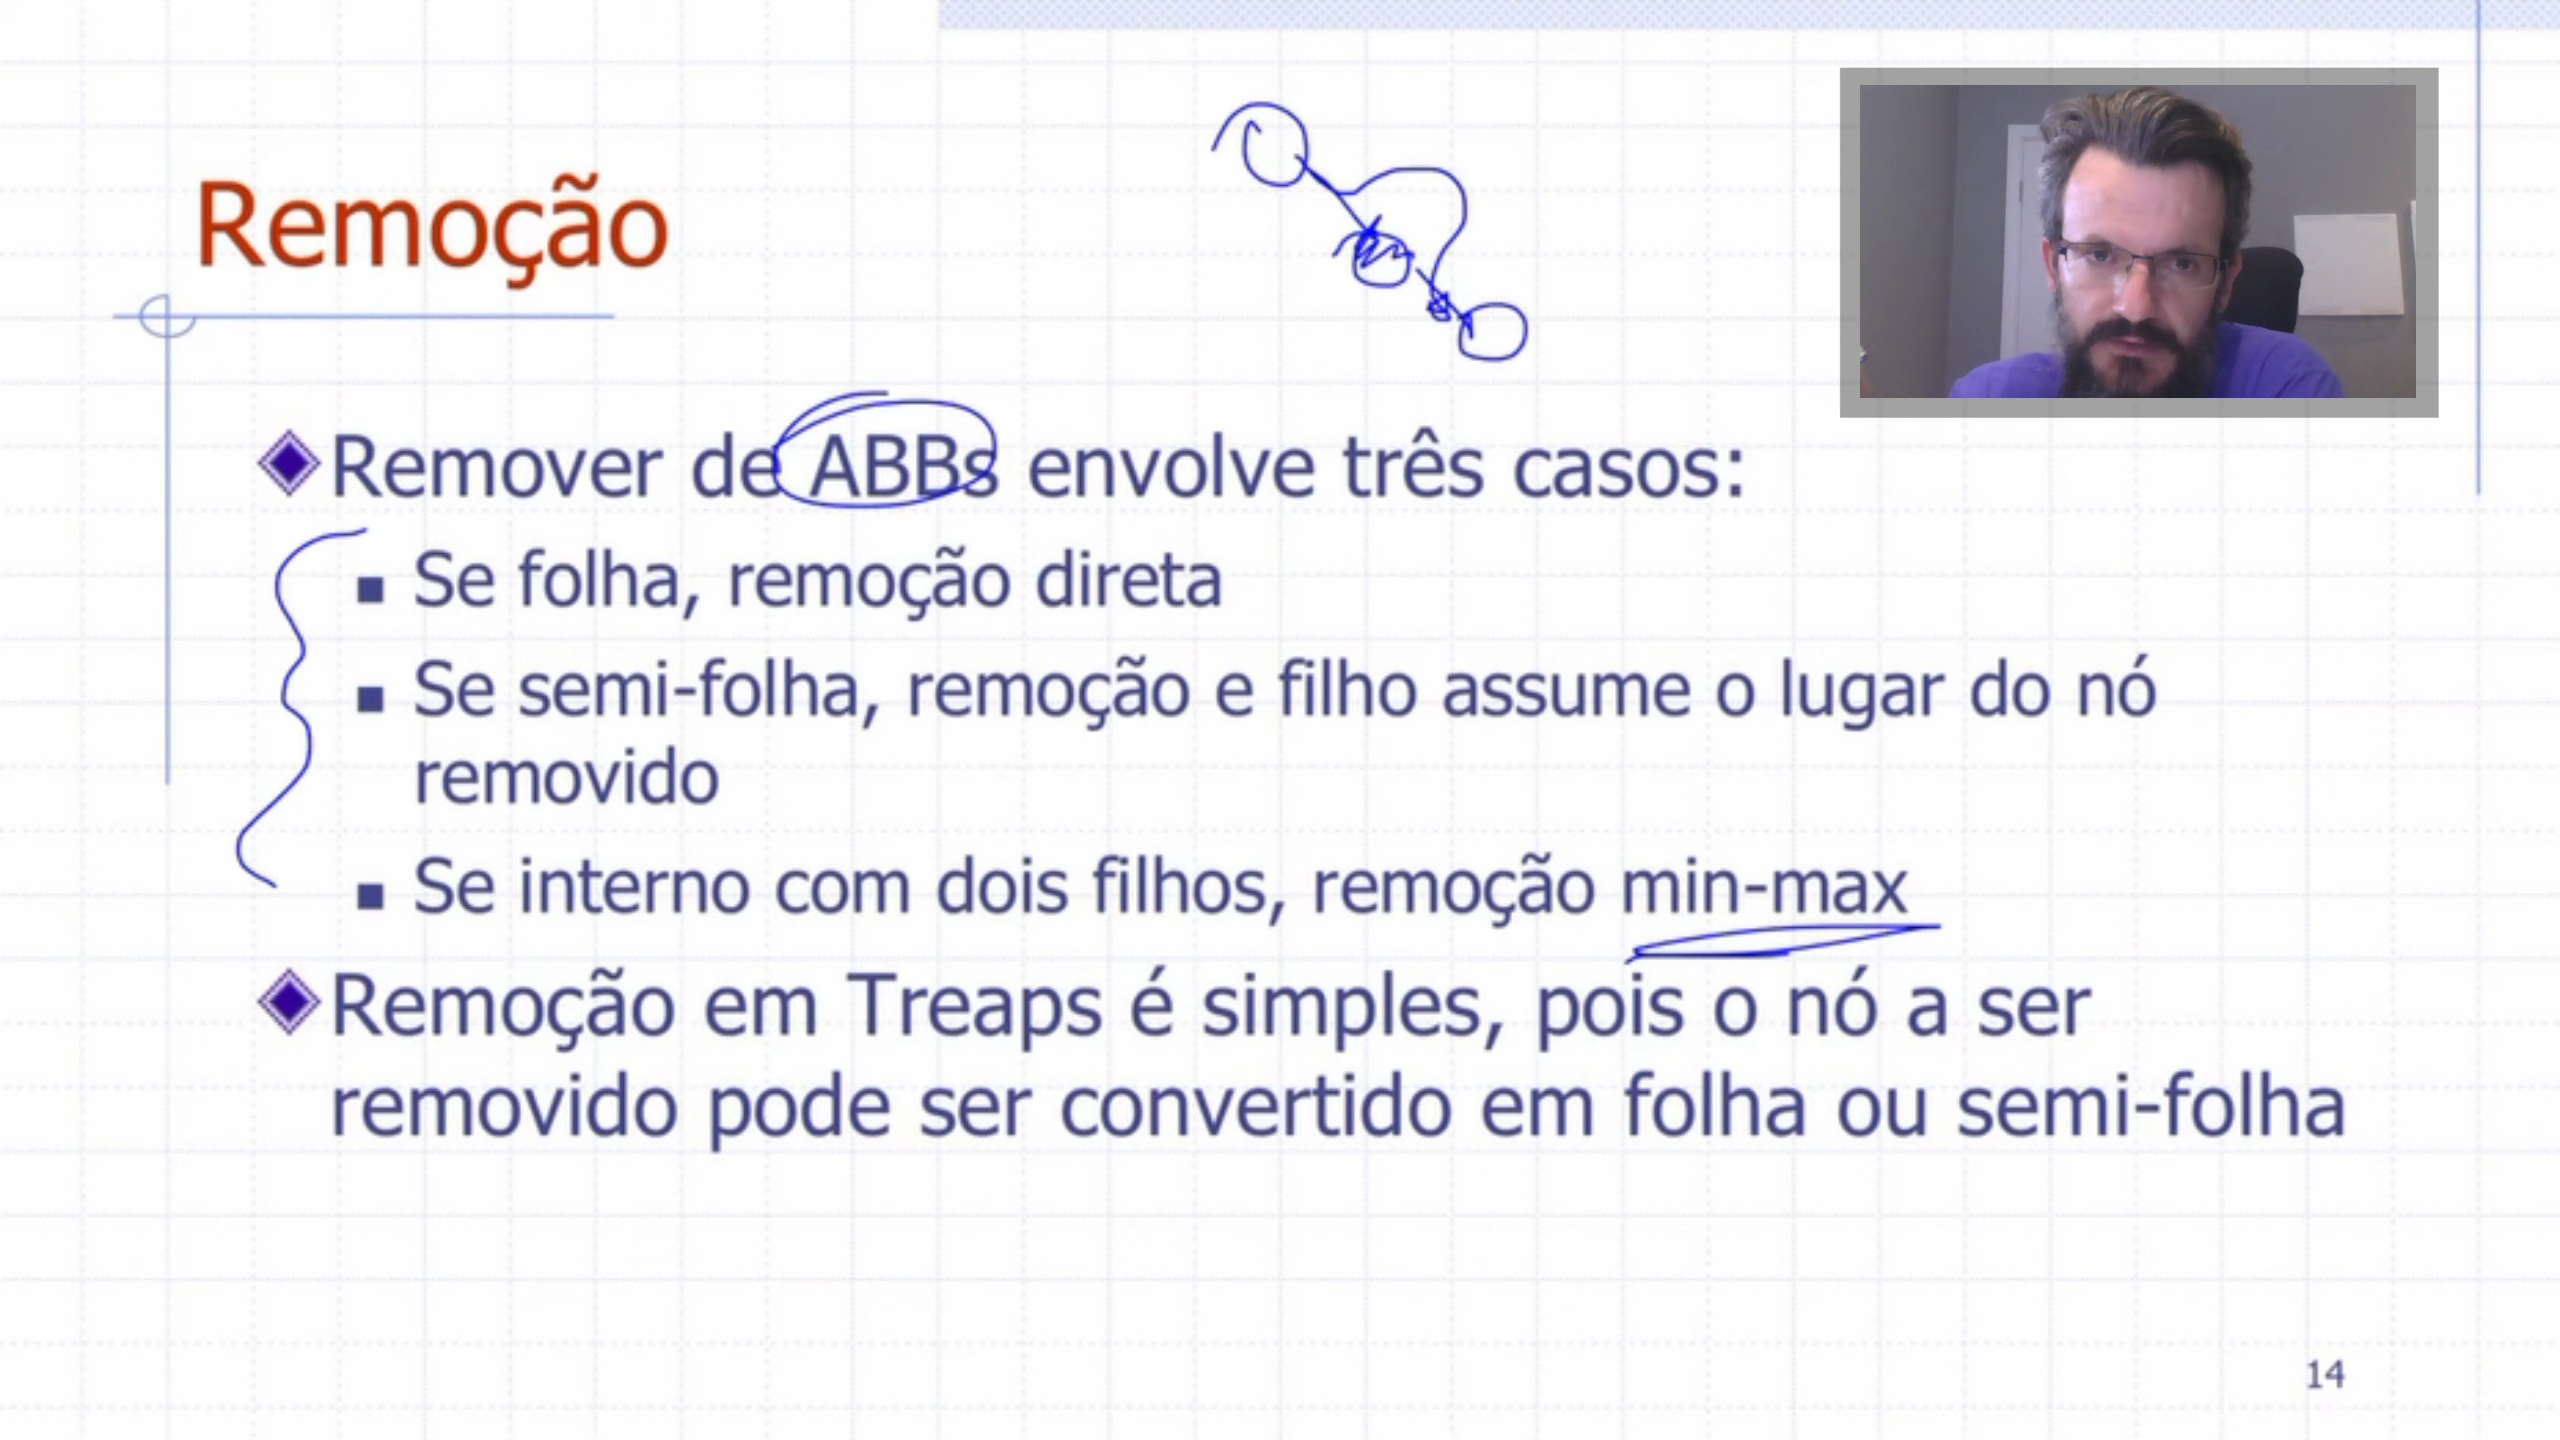 Remoção
Remover de ABBs envolve três casos:
Se folha, remoção direta
Se semi-folha, remoção e filho assume o lugar do nó
removido
Se interno com dois filhos, remoção min-max
Remoção em Treaps é simples, pois o nó a ser
removido pode ser convertido em folha ou semi-folha
14